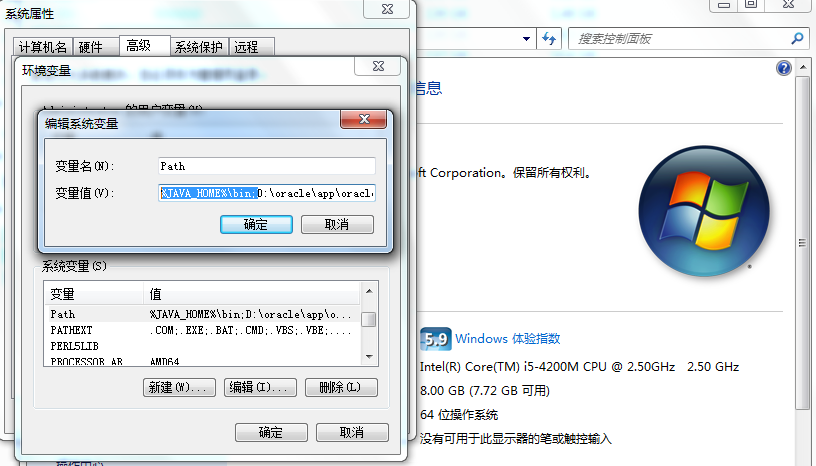 系统属性
计算机名 硬件 高级 系统保护 远程
搜索控制面板
环境变量
的用户变量(U)
信息
编辑系统变量
变量名(N): Path
变量值(V): %JAVA_HOME%\bin;D:\oracle\app\oracle
确定 取消
ft Corporation。保留所有权利。
系统变量(S)
变量 值
Path %JAVA_HOME%\bin;D:\oracle\app\o...
PATHEXT .COM;.EXE;.BAT;.CMD;.VBS;.VBE;....
PERL5LIB
PROCESSOR_AR AMD64
新建(W)... 编辑(I)... 删除(L)
确定 取消
5.9 Windows 体验指数
Intel(R) Core(TM) i5-4200M CPU @ 2.50GHz 2.50 GHz
8.00 GB (7.72 GB 可用)
64 位操作系统
没有可用于此显示器的笔或触控输入